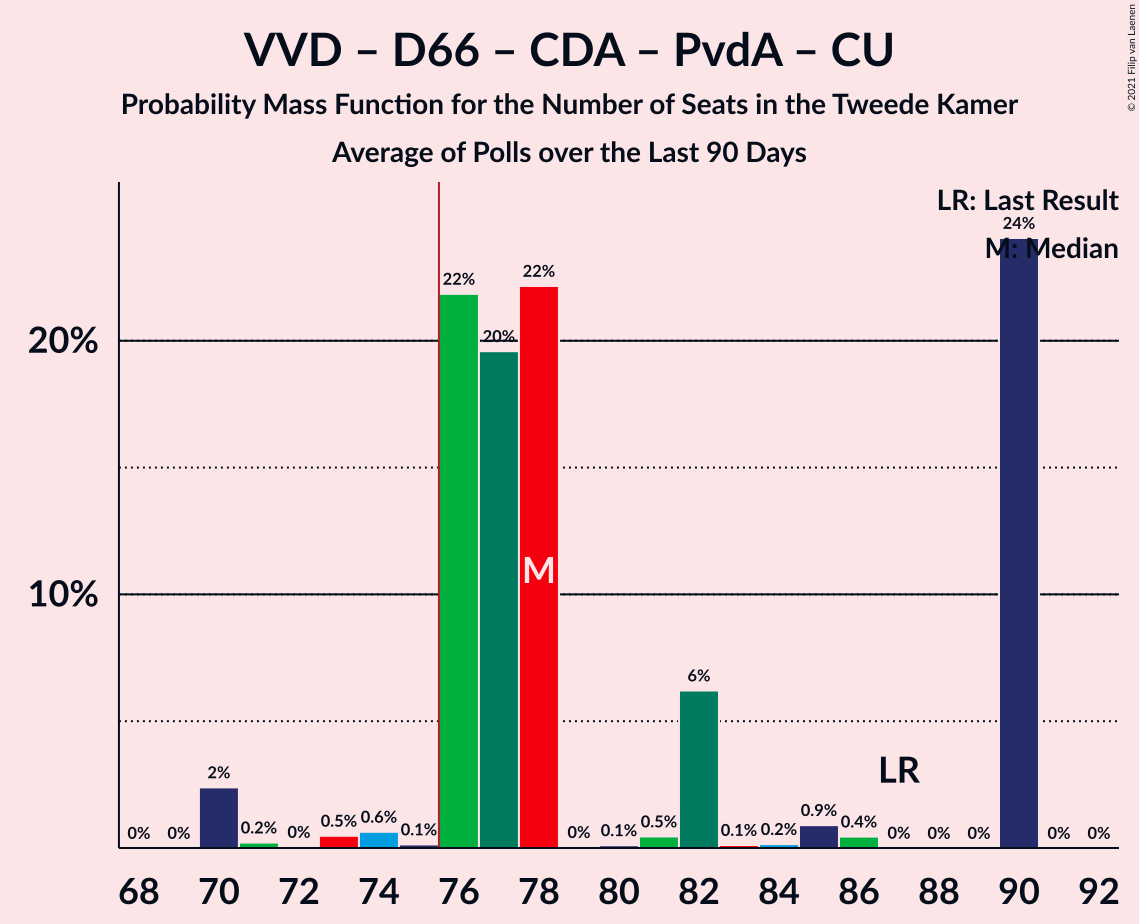 VVD – D66 – CDA – PvdA – CU
Probability Mass Function for the Number of Seats in the Tweede Kamer
Average of Polls over the Last 90 Days
© 2021 Filip van Laenen
LR: Last Result
M: Median
20%
10%
0% 0% 2% 0.2% 0% 0.5% 0.6% 0.1% 22% 20% 22% 0% 0.1% 0.5% 6% 0.1% 0.2% 0.9% 0.4% 0% 0% 0% 24% 0% 0%
M
LR
68 70 72 74 76 78 80 82 84 86 88 90 92